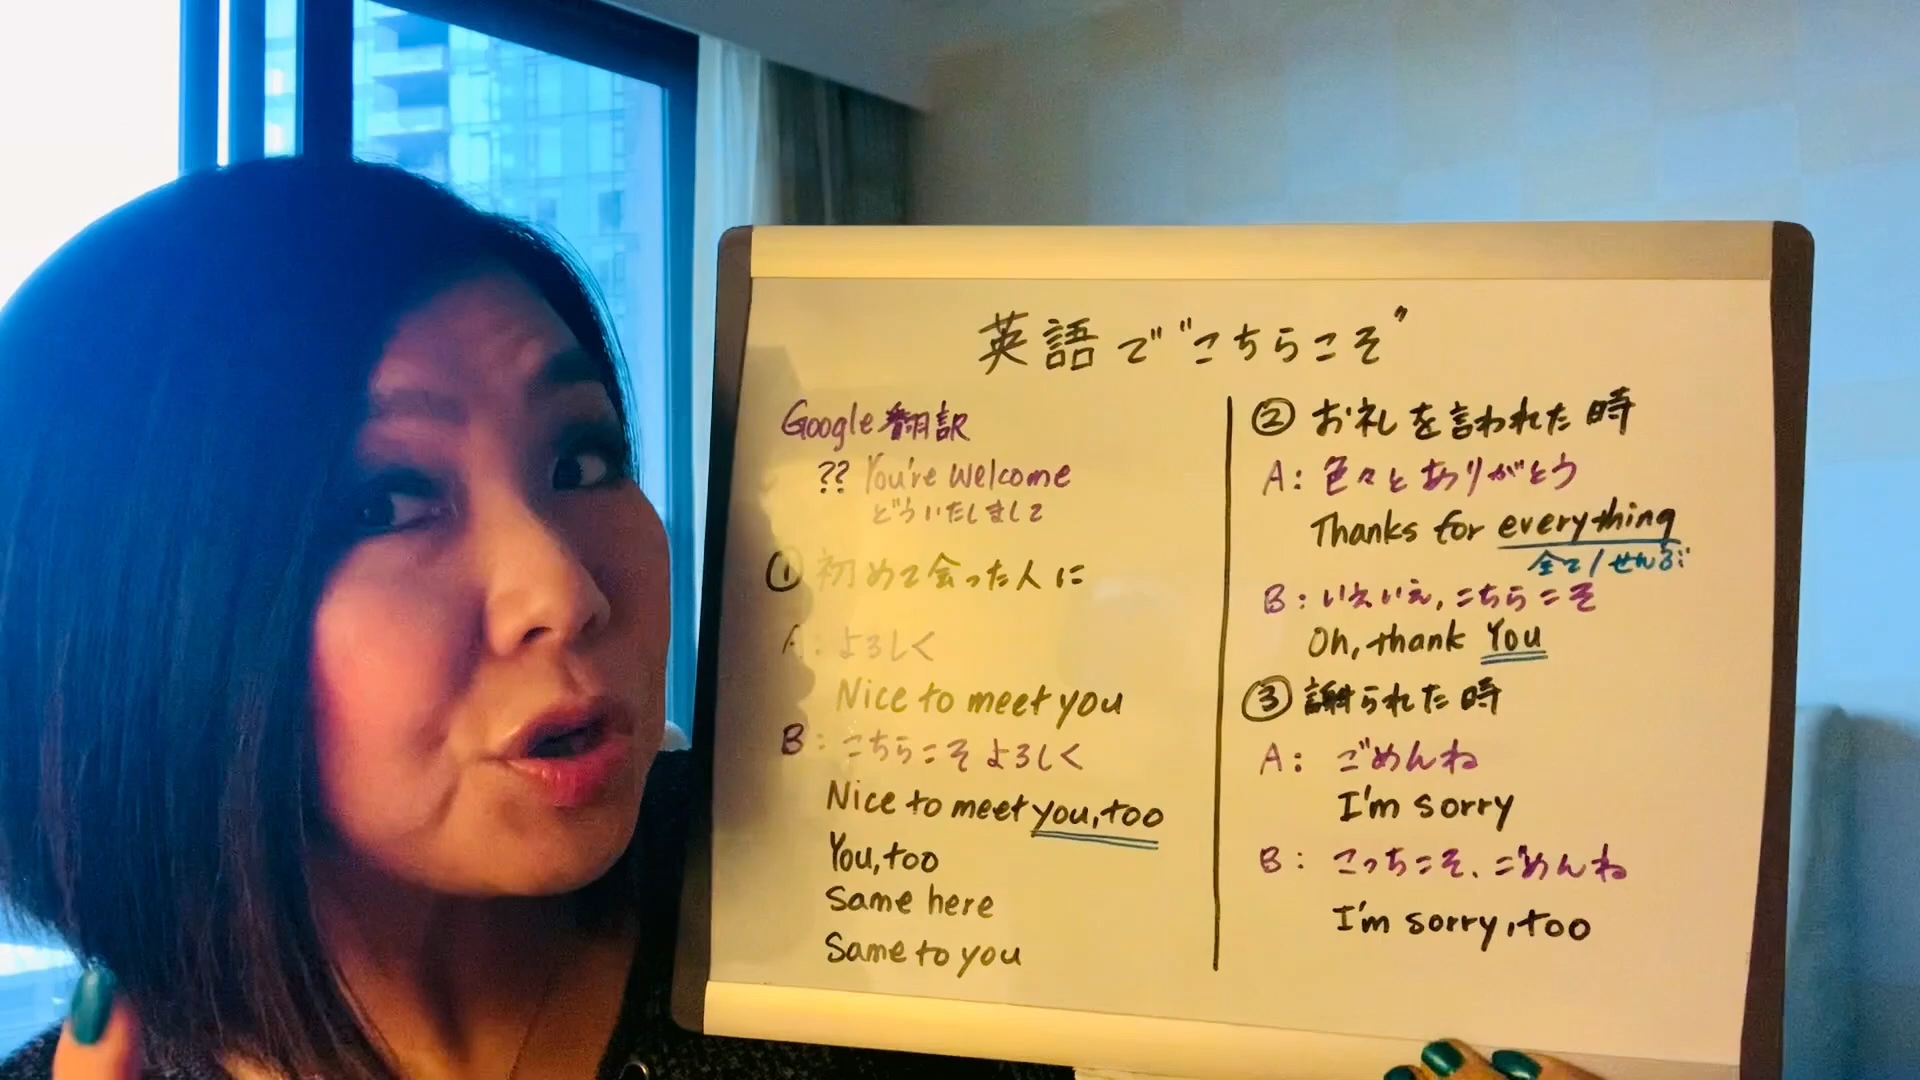 英語で"こちらこそ"
Google翻訳
?? You're welcome
どういたしまして
① 初めて会った人に
A: よろしく
Nice to meet you
B: こちらこそ よろしく
Nice to meet you, too
You, too
Same here
Same to you
② お礼を言われた時
A: 色々とありがとう
Thanks for everything
全て/ぜんぶ
B: いえいえ、こちらこそ
Oh, thank You
③ 謝られた時
A: ごめんね
I'm sorry
B: こっちこそ、ごめんね
I'm sorry, too